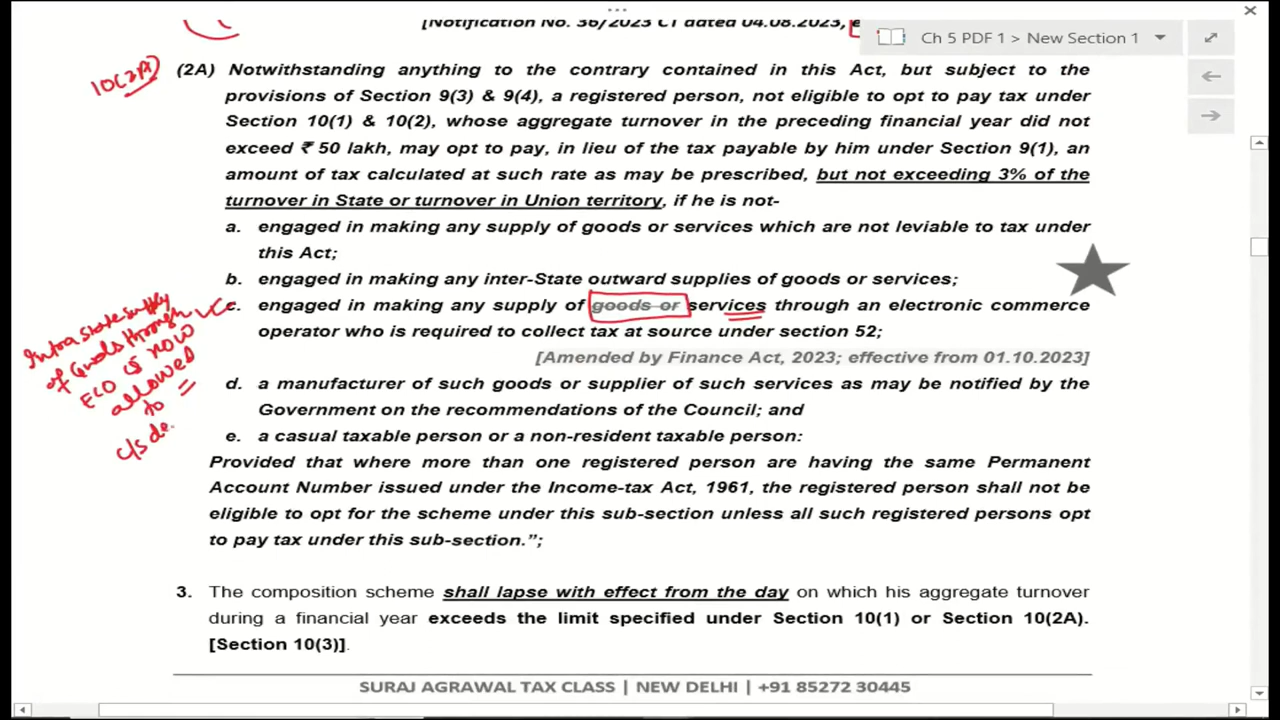 [Notification No. 36/2023 CT dated 04.08.2023,
Ch 5 PDF 1 > New Section 1
10(2A)
(2A) Notwithstanding anything to the contrary contained in this Act, but subject to the
provisions of Section 9(3) & 9(4), a registered person, not eligible to opt to pay tax under
Section 10(1) & 10(2), whose aggregate turnover in the preceding financial year did not
exceed ₹ 50 lakh, may opt to pay, in lieu of the tax payable by him under Section 9(1), an
amount of tax calculated at such rate as may be prescribed, but not exceeding 3% of the
turnover in State or turnover in Union territory, if he is not-
a. engaged in making any supply of goods or services which are not leviable to tax under
this Act;
b. engaged in making any inter-State outward supplies of goods or services;
c. engaged in making any supply of goods or services through an electronic commerce
operator who is required to collect tax at source under section 52;
[Amended by Finance Act, 2023; effective from 01.10.2023]
Intra state supply
of Goods through
ECO is now
allowed
to
c/s de
d. a manufacturer of such goods or supplier of such services as may be notified by the
Government on the recommendations of the Council; and
e. a casual taxable person or a non-resident taxable person:
Provided that where more than one registered person are having the same Permanent
Account Number issued under the Income-tax Act, 1961, the registered person shall not be
eligible to opt for the scheme under this sub-section unless all such registered persons opt
to pay tax under this sub-section.”;
3. The composition scheme shall lapse with effect from the day on which his aggregate turnover
during a financial year exceeds the limit specified under Section 10(1) or Section 10(2A).
[Section 10(3)].
SURAJ AGRAWAL TAX CLASS | NEW DELHI | +91 85272 30445